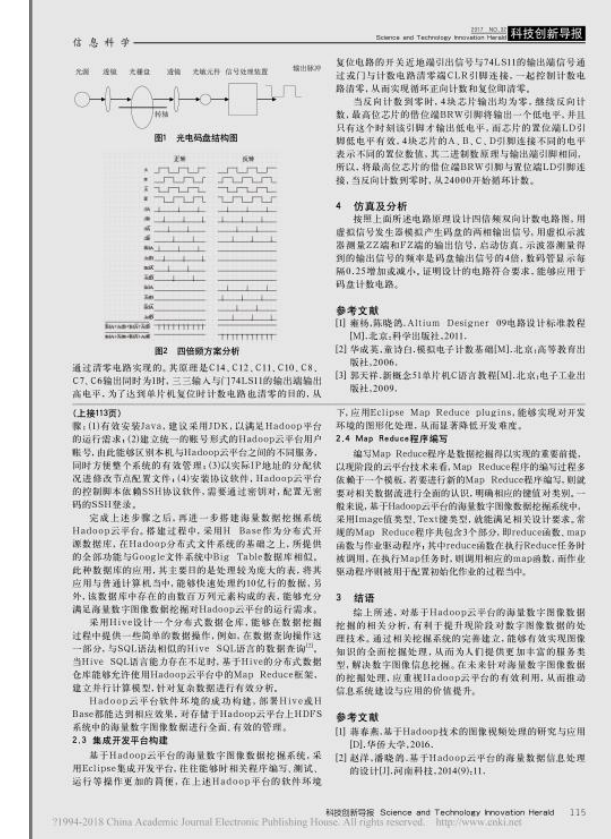 信息科学
2017 NO.32
Science and Technology Innovation Herald
科技创新导报
光源 透镜 光栅盘 透镜 光敏元件 信号处理装置 输出脉冲
转轴
图1 光电码盘结构图
正转 反转
A
B
图2 四倍频方案分析
通过清零电路实现的。其原理是C14、C12、C11、C10、C8、
C7、C6输出同时为1时，三三输入与门74LS11的输出端输出
高电平，为了达到单片机复位时计数电路也清零的目的，从
复位电路的开关近地端引出信号与74LS11的输出端信号通
过或门与计数电路清零端CLR引脚连接，一起控制计数电
路清零，从而实现循环正向计数和复位即清零。
当反向计数到零时，4块芯片输出均为零，继续反向计
数，最高位芯片的借位端BRW引脚将输出一个低电平，并且
只有这个时刻该引脚才输出低电平，而芯片的置位端LD引
脚低电平有效，4块芯片的A、B、C、D引脚连接不同的电平
表示不同的置位数值，其二进制数原理与输出端引脚相同，
所以，将最高位芯片的借位端BRW引脚与置位端LD引脚连
接，当反向计数到零时，从24000开始循环计数。
4 仿真及分析
按照上面所述电路原理设计四倍频双向计数电路图，用
虚拟信号发生器模拟产生码盘的两相输出信号，用虚拟示波
器测量ZZ端和FZ端的输出信号，启动仿真，示波器测量得
到的输出信号的频率是码盘输出信号的4倍，数码管显示每
隔0.25增加或减小，证明设计的电路符合要求，能够应用于
码盘计数电路。
参考文献
[1] 雍杨,陈晓鸽.Altium Designer 09电路设计标准教程
[M].北京:科学出版社,2011.
[2] 华成英,童诗白.模拟电子计数基础[M].北京:高等教育出
版社,2006.
[3] 郭天祥.新概念51单片机C语言教程[M].北京:电子工业出
版社,2009.
(上接113页)
骤：(1)有效安装Java，建设采用JDK，以满足Hadoop平台
的运行需求；(2)建立统一的账号形式的Hadoop云平台用户
账号，由此能够区别本机与Hadoop云平台之间的不同服务，
同时方便整个系统的有效管理；(3)以实际IP地址的分配状
况进修改节点配置文件；(4)安装协议软件，Hadoop云平台
的控制脚本依赖SSH协议软件，需要通过密钥对，配置无密
码的SSH登录。
完成上述步骤之后，再进一步搭建海量数据挖掘系统
Hadoop云平台。搭建过程中，采用H Base作为分布式开
源数据库，在Hadoop分布式文件系统的基础之上，所提供
的全部功能与Google文件系统中Big Table数据库相似。
此种数据库的应用，其主要目的是处理较为庞大的表，将其
应用与普通计算机当中，能够快速处理约10亿行的数据，另
外，该数据库中存在的由数百万列元素构成的表，能够充分
满足海量数字图像数据挖掘对Hadoop云平台的运行需求。
采用Hive设计一个分布式数据仓库，能够在数据挖掘
过程中提供一些简单的数据操作，例如，在数据查询操作这
一部分，与SQL语法相似的Hive SQL语言的数据查询[2]。
当Hive SQL语言能力存在不足时，基于Hive的分布式数据
仓库能够允许使用Hadoop云平台中的Map Reduce框架，
建立并行计算模型，针对复杂数据进行有效分析。
Hadoop云平台软件环境的成功构建，部署Hive或H
Base都能达到相应效果，对存储于Hadoop平台上HDFS
系统中的海量数字图像数据进行全面、有效的管理。
2.3 集成开发平台构建
基于Hadoop云平台的海量数字图像数据挖掘系统，采
用Eclipse集成开发平台，往往能够时相关程序编写、测试、
运行等操作更加的简便，在上述Hadoop平台的软件环境
下，应用Eclipse Map Reduce plugins，能够实现对开发
环境的图形化处理，从而显著降低开发难度。
2.4 Map Reduce程序编写
编写Map Reduce程序是数据挖掘得以实现的重要前提，
以现阶段的云平台技术来看，Map Reduce程序的编写过程多
依赖于一个模板，若要进行新的Map Reduce程序编写，则就
要对相关数据流进行全面的认识，明确相应的键值对类别。一
般来说，基于Hadoop云平台的海量数字图像数据挖掘系统中，
采用Image值类型、Text键类型，就能满足相关设计要求。常
规的Map Reduce程序共包含3个部分，即reduce函数、map
函数与作业驱动程序；其中reduce函数在执行Reduce任务时
被调用，在执行Map任务时，则调用相应的map函数，而作业
驱动程序则被用于配置初始化作业的过程当中。
3 结语
综上所述，对基于Hadoop云平台的海量数字图像数据
挖掘的相关分析，有利于提升现阶段对数字图像数据的处
理技术。通过相关挖掘系统的完善建立，能够有效实现图像
知识的全面挖掘处理，从而为人们提供更加丰富的服务类
型，解决数字图像信息挖掘。在未来针对海量数字图像数据
的挖掘处理，应重视Hadoop云平台的有效利用，从而推动
信息系统建设与应用的价值提升。
参考文献
[1] 蒋春燕.基于Hadoop技术的图像视频处理的研究与应用
[D].华侨大学,2016.
[2] 赵洋,潘晓鸽.基于Hadoop云平台的海量数据信息处理
的设计[J].河南科技,2014(9):11.
科技创新导报 Science and Technology Innovation Herald 115
?1994-2018 China Academic Journal Electronic Publishing House. All rights reserved. http://www.cnki.net